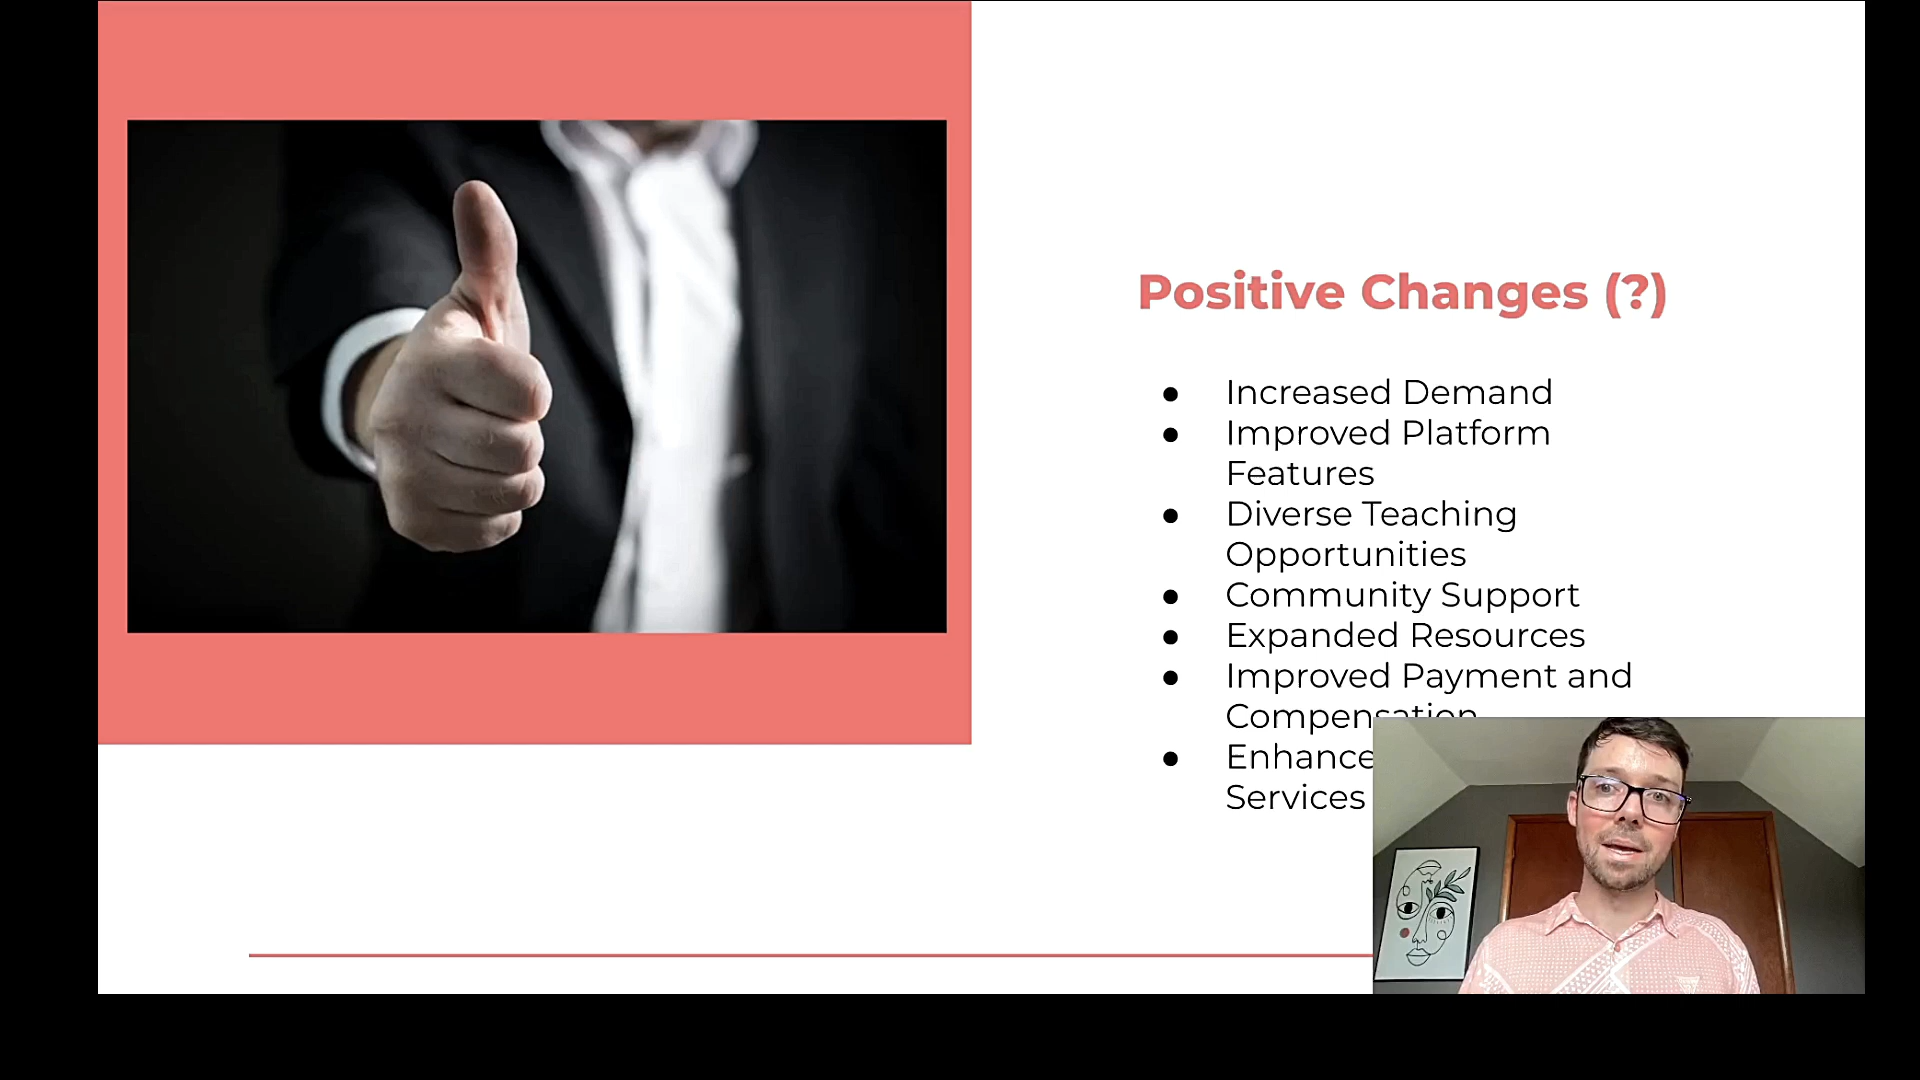 Positive Changes (?)
● Increased Demand
● Improved Platform
Features
● Diverse Teaching
Opportunities
● Community Support
● Expanded Resources
● Improved Payment and
Compensation
● Enhance
Services